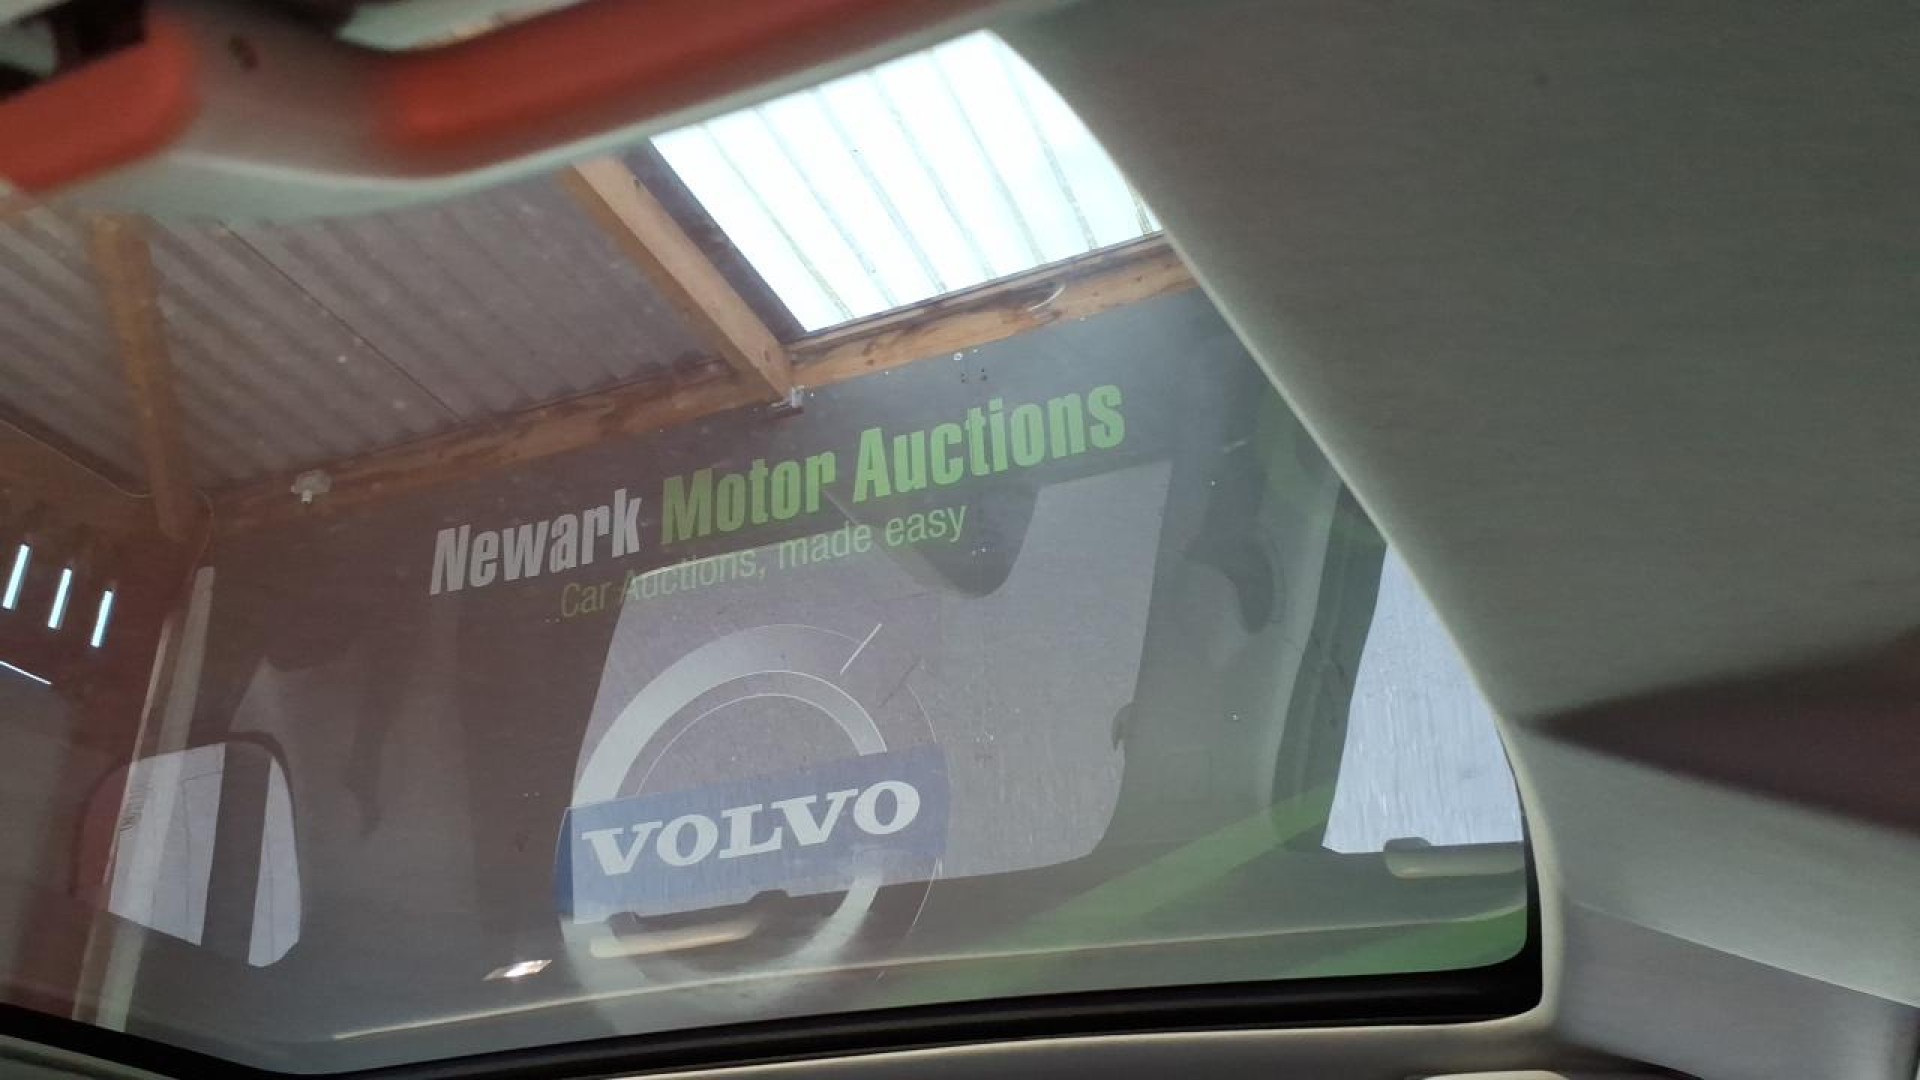 Newark Motor Auctions
Car Auctions, made easy
VOLVO